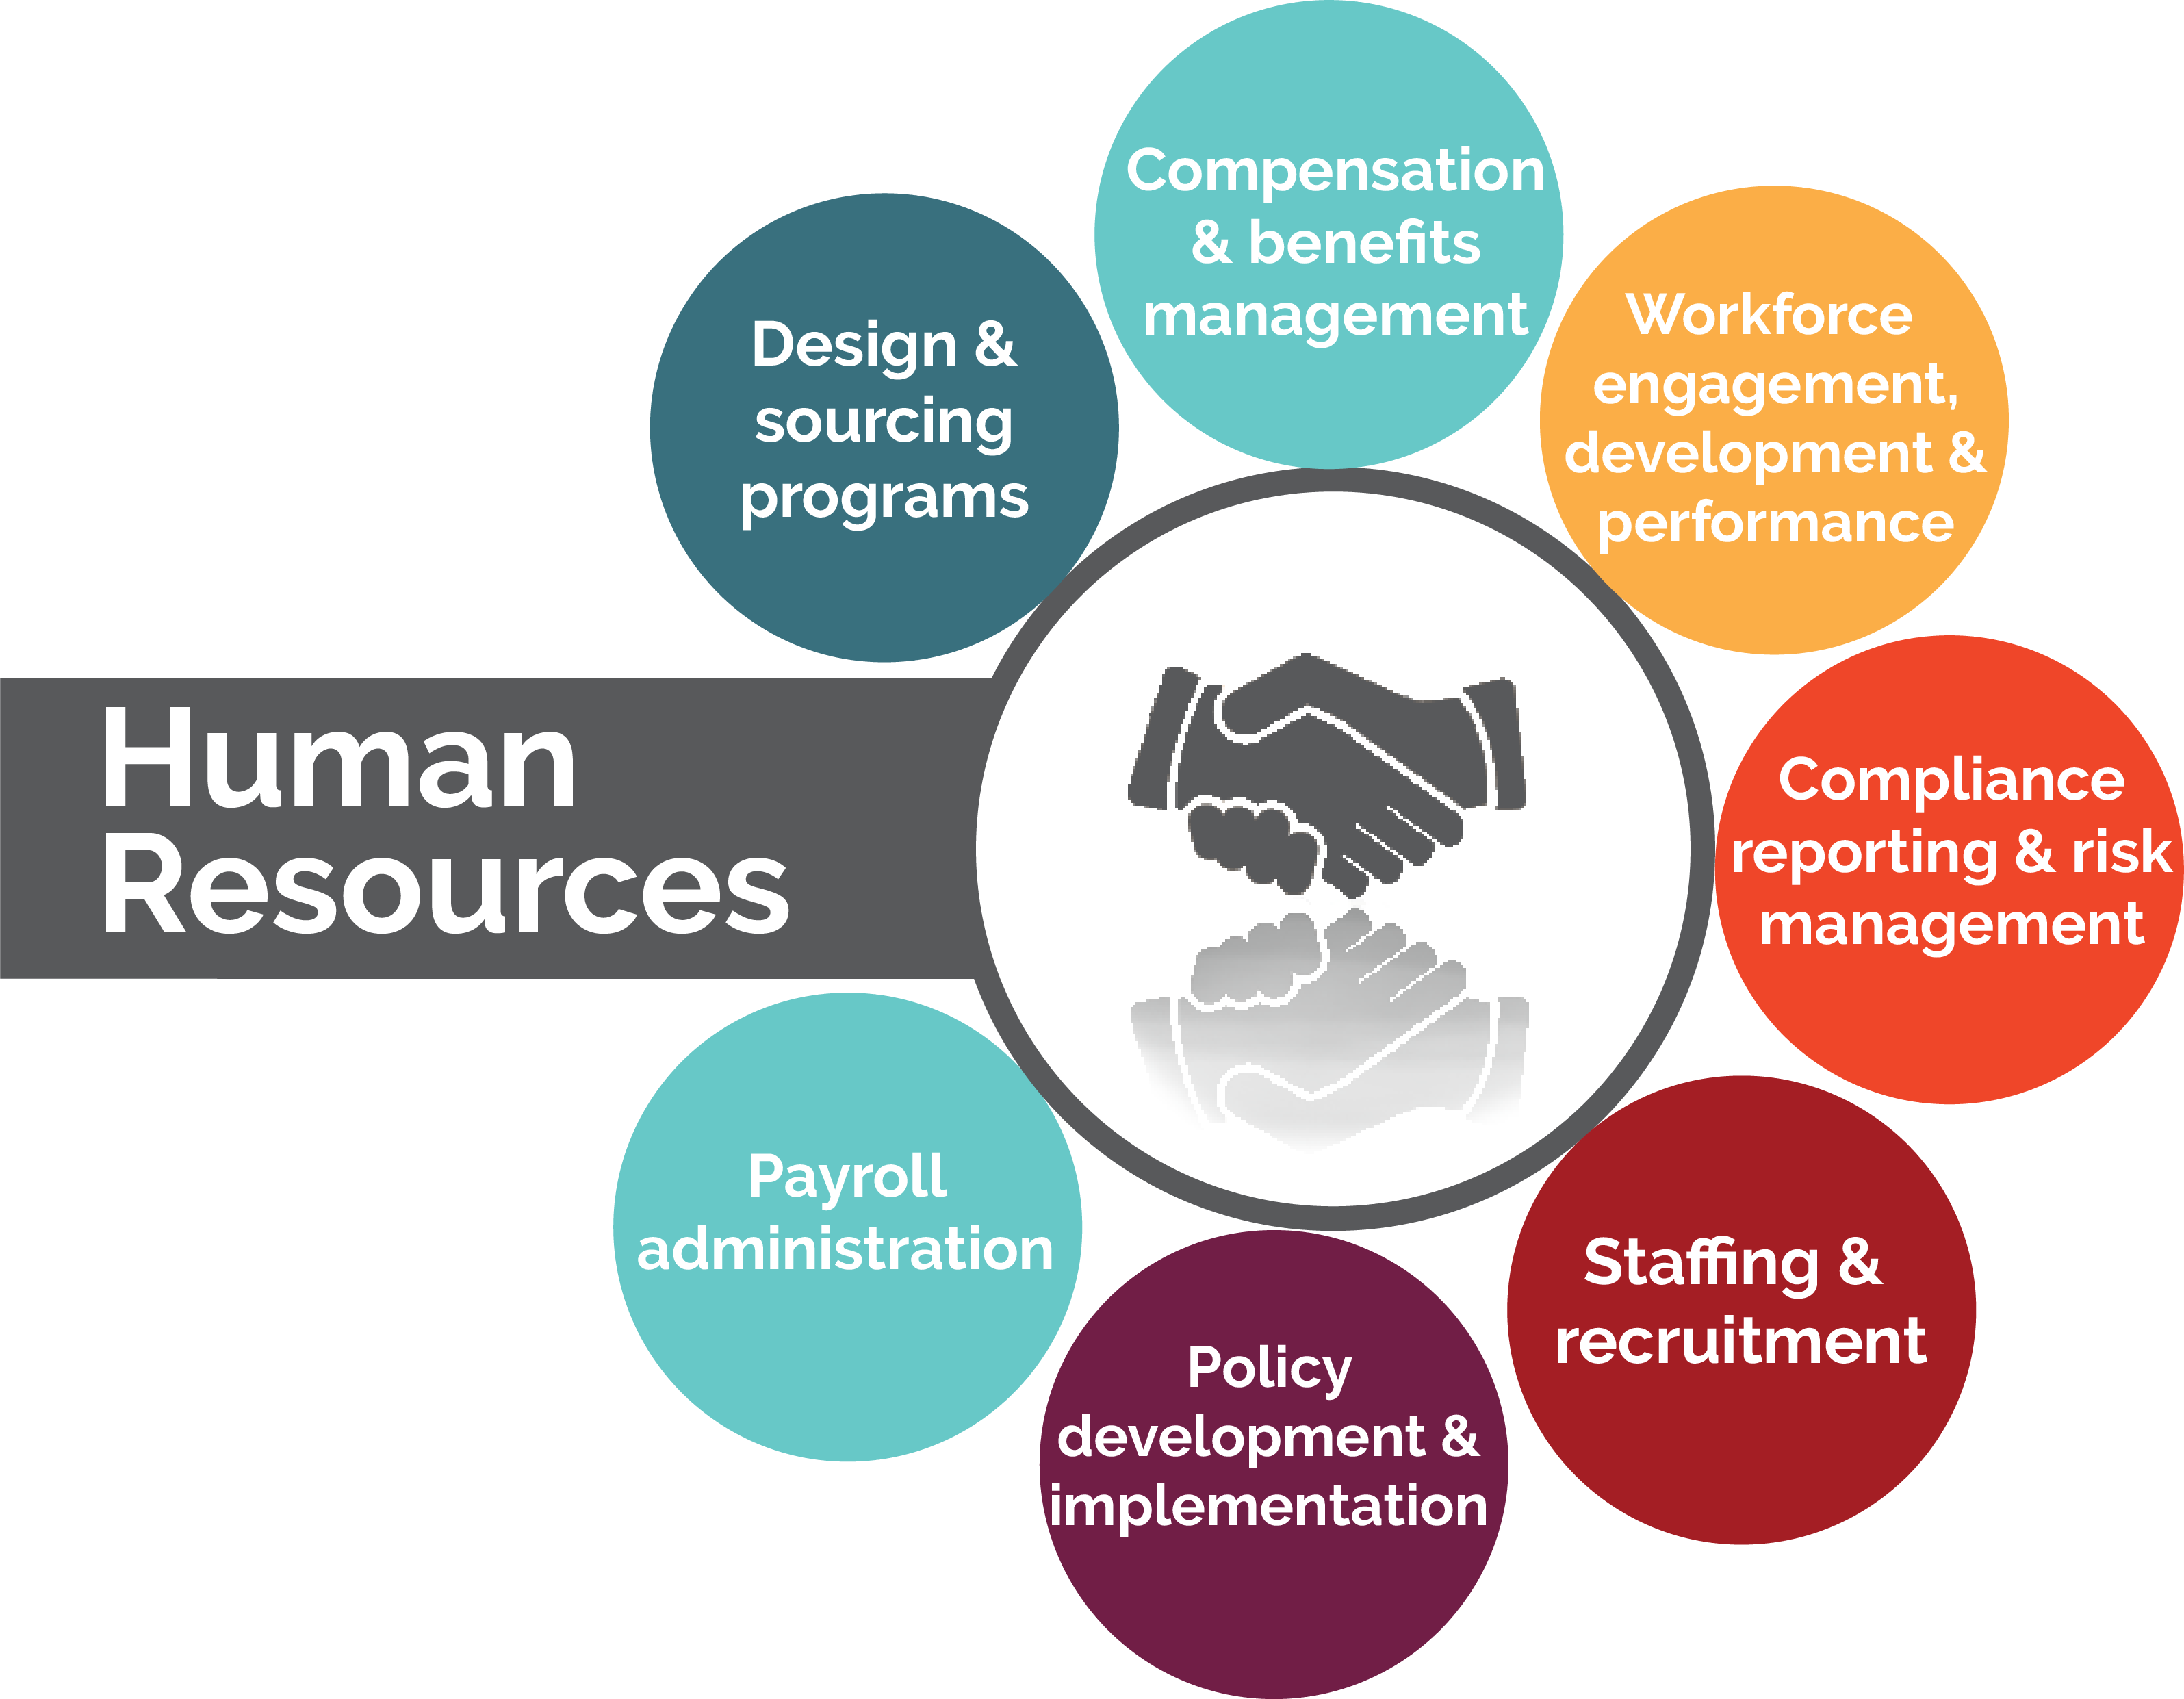 Human
Resources
Design &
sourcing
programs
Compensation
& benefits
management
Workforce
engagement,
development &
performance
Compliance
reporting & risk
management
Staffing &
recruitment
Policy
development &
implementation
Payroll
administration